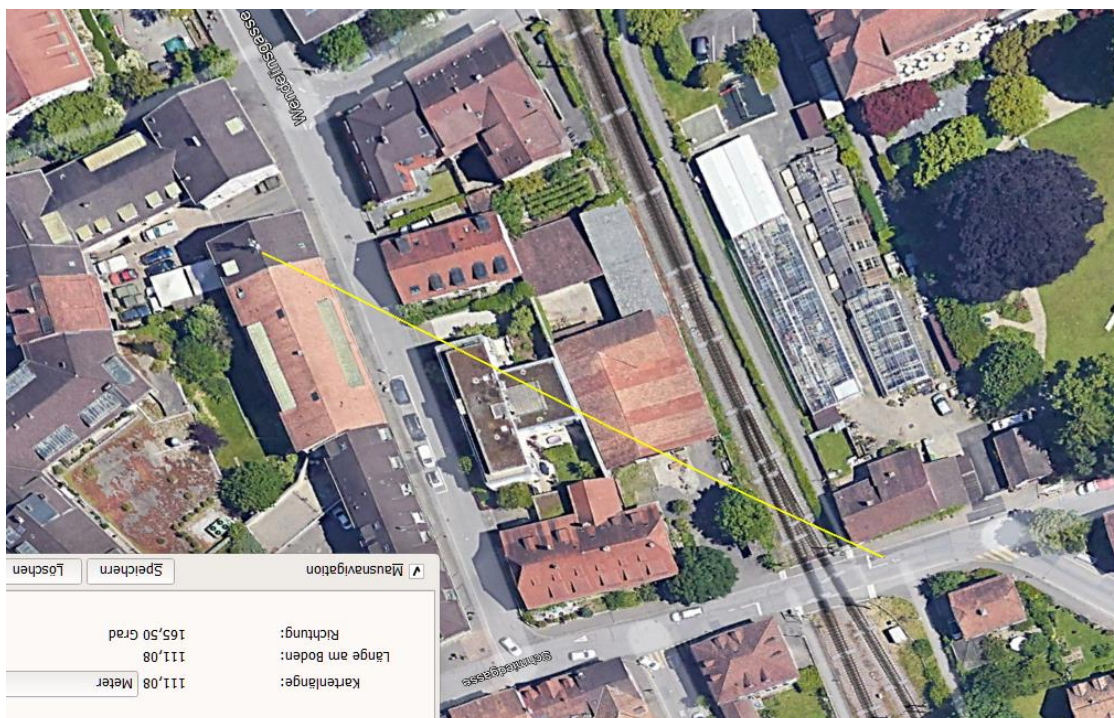 Kartenlänge: 111,08 Meter
Länge am Boden: 111,08
Richtung: 165,50 Grad
Mausnavigation Speichern Löschen
Schmiedgasse
Wendelinsgasse